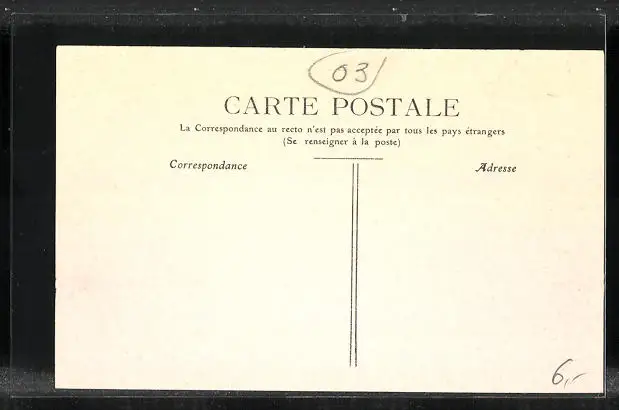 03
CARTE POSTALE
La Correspondance au recto n'est pas acceptée par tous les pays étrangers
(Se renseigner à la poste)
Correspondance
Adresse
6,-